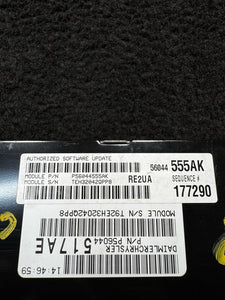 AUTHORIZED SOFTWARE UPDATE
56044 555AK
MODULE P/N P56044555AK
MODULE S/N TEH32042QPP8
RE2UA SEQUENCE #
177290
DAIMLERCHRYSLER
P/N P56044 517AE
MODULE S/N T92EH32042QPP8
14:46:59